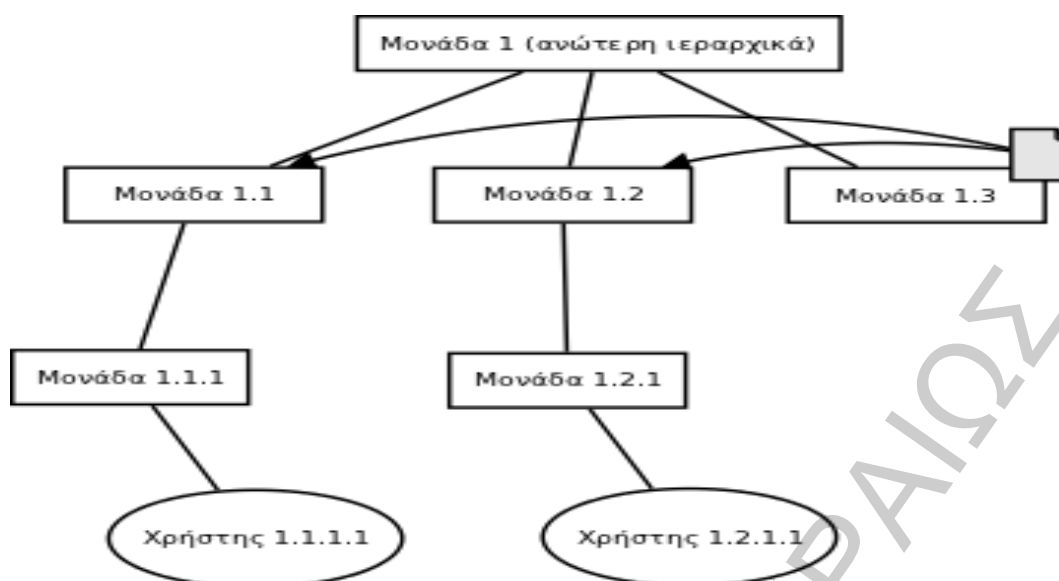 Μονάδα 1 (ανώτερη ιεραρχικά)
Μονάδα 1.1
Μονάδα 1.2
Μονάδα 1.3
Μονάδα 1.1.1
Μονάδα 1.2.1
Χρήστης 1.1.1.1
Χρήστης 1.2.1.1
ΡΑΙΩΣ